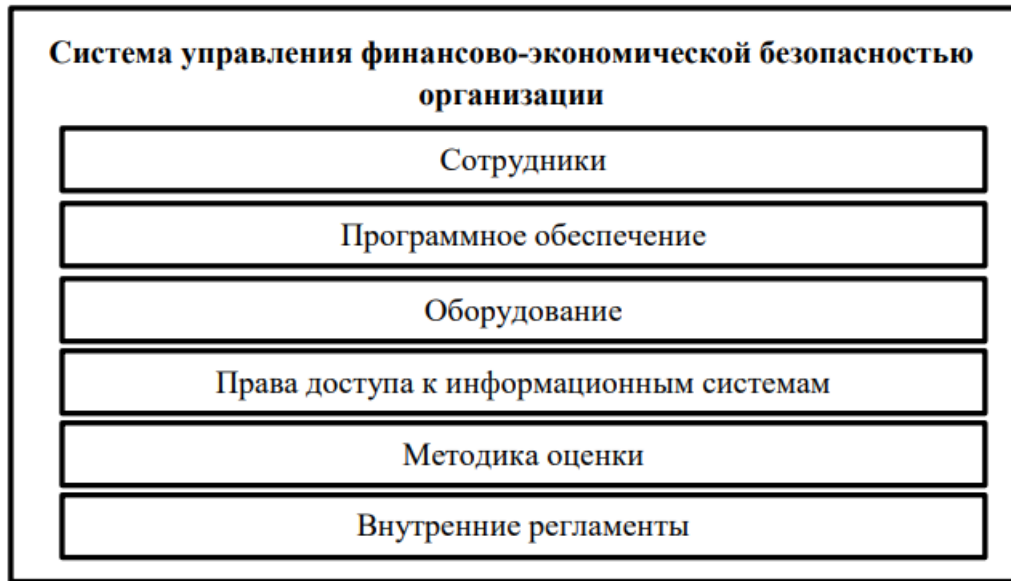 Система управления финансово-экономической безопасностью
организации
Сотрудники
Программное обеспечение
Оборудование
Права доступа к информационным системам
Методика оценки
Внутренние регламенты